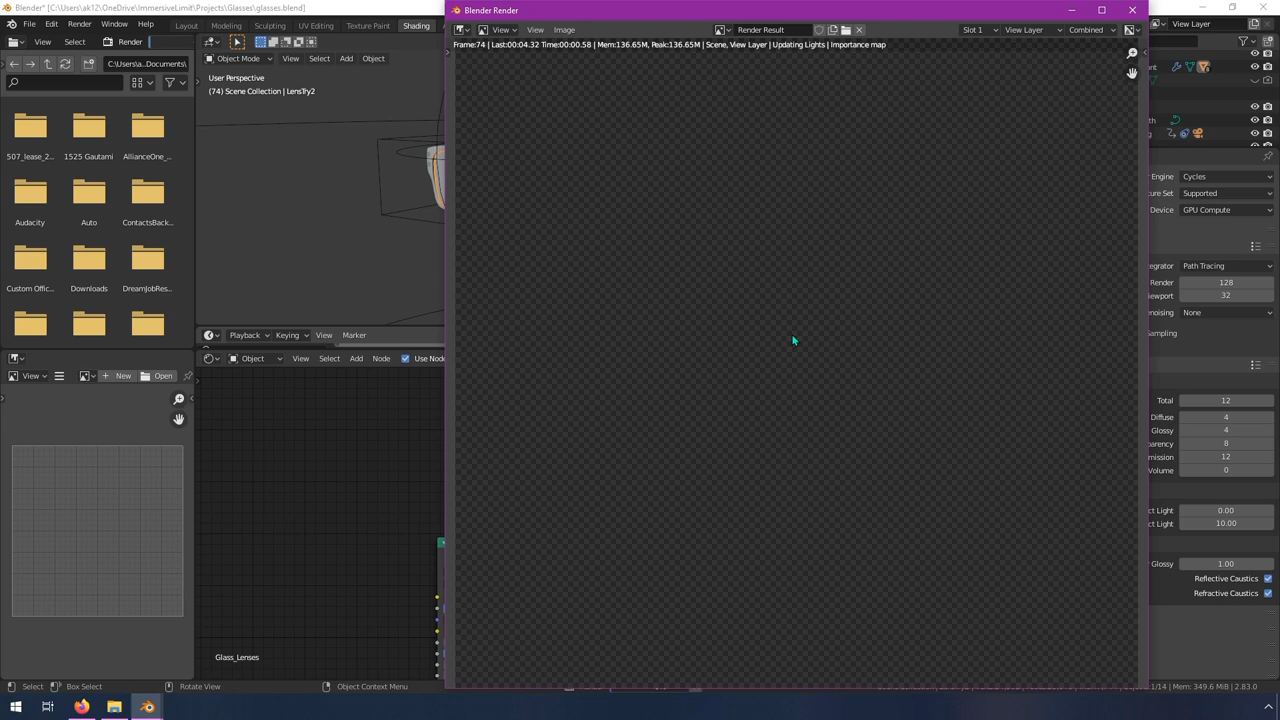 Blender* [C:\Users\ak12\OneDrive\ImmersiveLimit\Projects\Glasses\glasses.blend]
Blender Render
File Edit Render Window Help
Layout Modeling Sculpting UV Editing Texture Paint Shading
View Layer
View Select Render
View View Image
Render Result
Slot 1 View Layer Combined
Frame:74 | Last:00:04.32 Time:00:00.58 | Mem:136.65M, Peak:136.65M | Scene, View Layer | Updating Lights | Importance map
C:\Users\a..Documents\
Object Mode View Select Add Object
User Perspective
(74) Scene Collection | LensTry2
507_lease_2... 1525 Gautami AllianceOne_...
Audacity Auto ContactsBack...
Custom Offic... Downloads DreamJobRes...
Engine Cycles
Supported
Device GPU Compute
Path Tracing
Render 128
32
None
Sampling
Total 12
Diffuse 4
Glossy 4
8
12
Volume 0
Light 0.00
Light 10.00
Glossy 1.00
Reflective Caustics
Refractive Caustics
Playback Keying View Marker
Object View Select Add Node
View New Open
Glass_Lenses
Select Box Select Rotate View Object Context Menu
1/14 | Mem: 349.6 MiB | 2.83.0